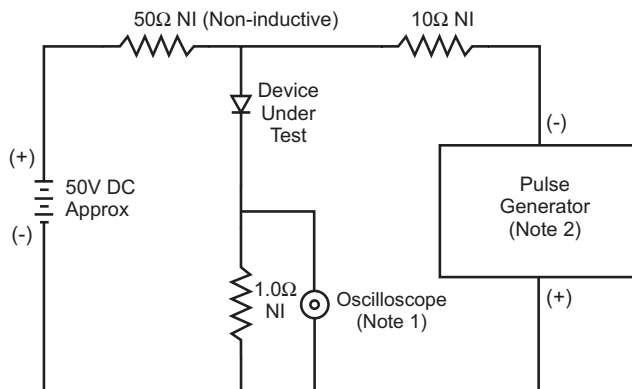 50Ω NI (Non-inductive)
10Ω NI
Device
Under
Test
(-)
(+)
50V DC
Approx
(-)
Pulse
Generator
(Note 2)
1.0Ω
NI
Oscilloscope
(Note 1)
(+)